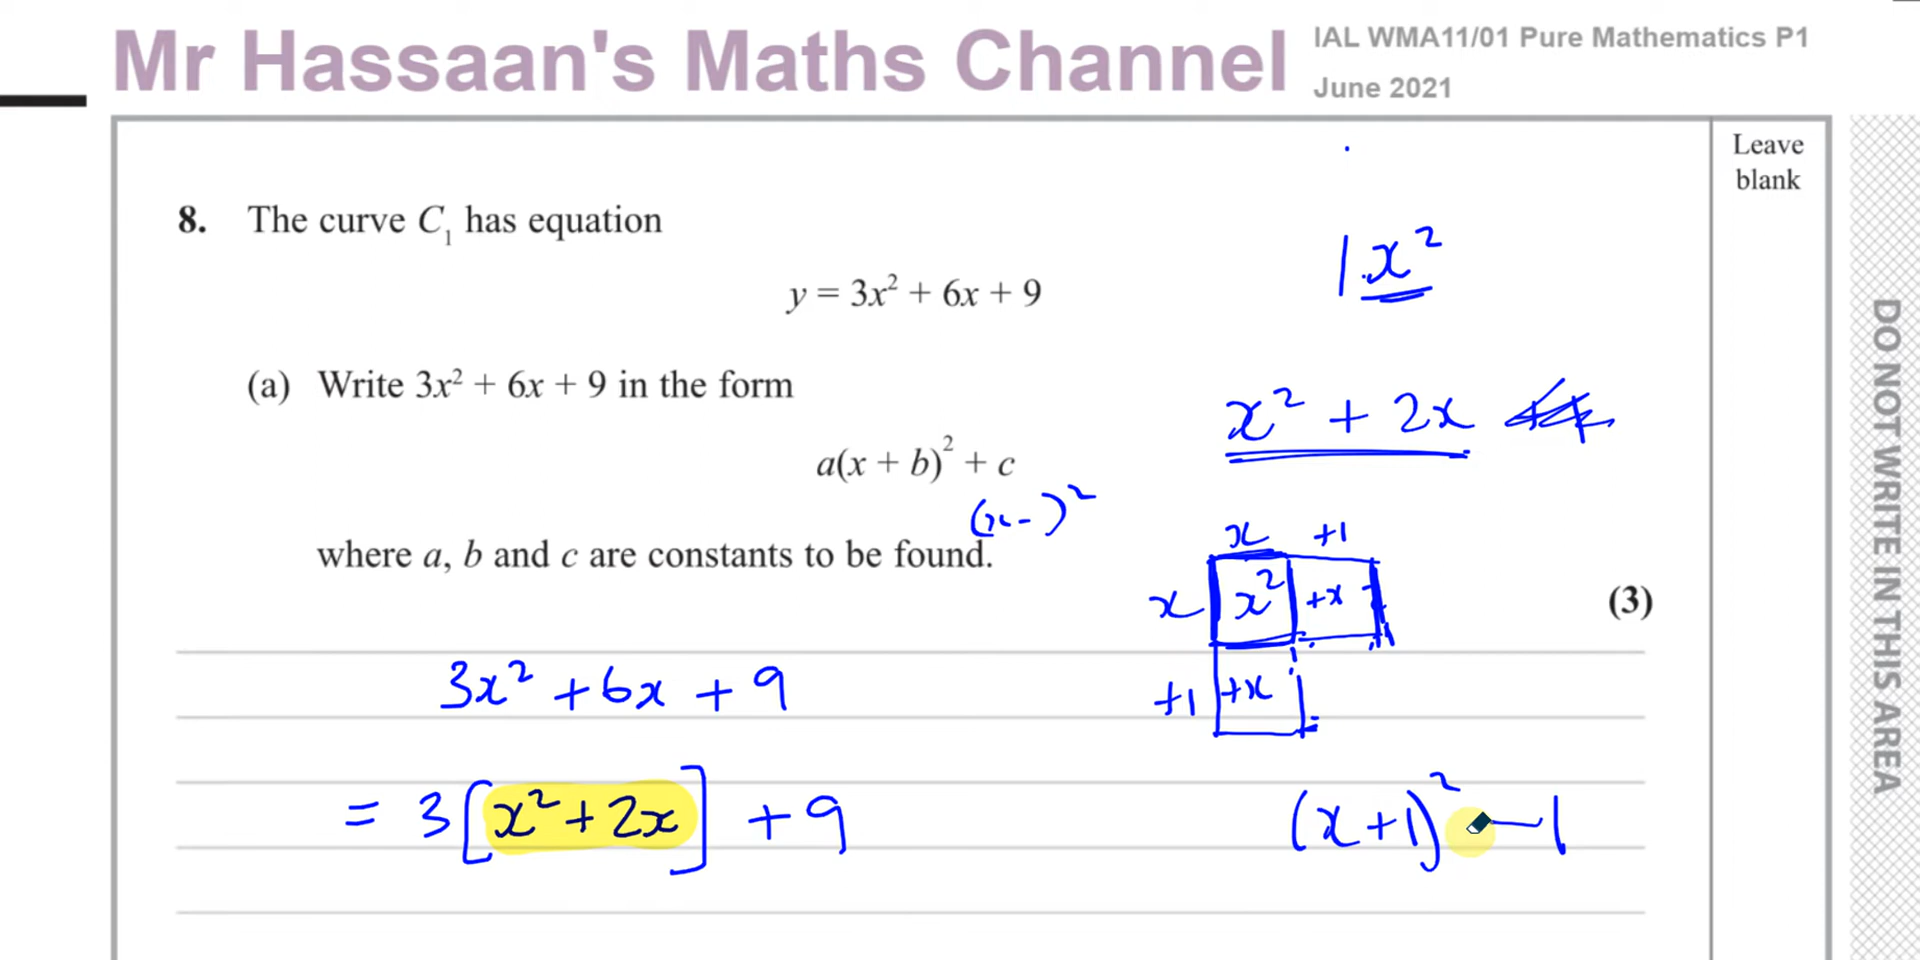 Mr Hassaan's Maths Channel
IAL WMA11/01 Pure Mathematics P1
June 2021
Leave
blank
8. The curve C₁ has equation
y = 3x² + 6x + 9
1x²
(a) Write 3x² + 6x + 9 in the form
x² + 2x
a(x + b)² + c
(x- )²
where a, b and c are constants to be found.
x +1
x x² +x
(3)
+1 +x
3x² + 6x + 9
= 3[x² + 2x] + 9
(x+1)² - 1
DO NOT WRITE IN THIS AREA